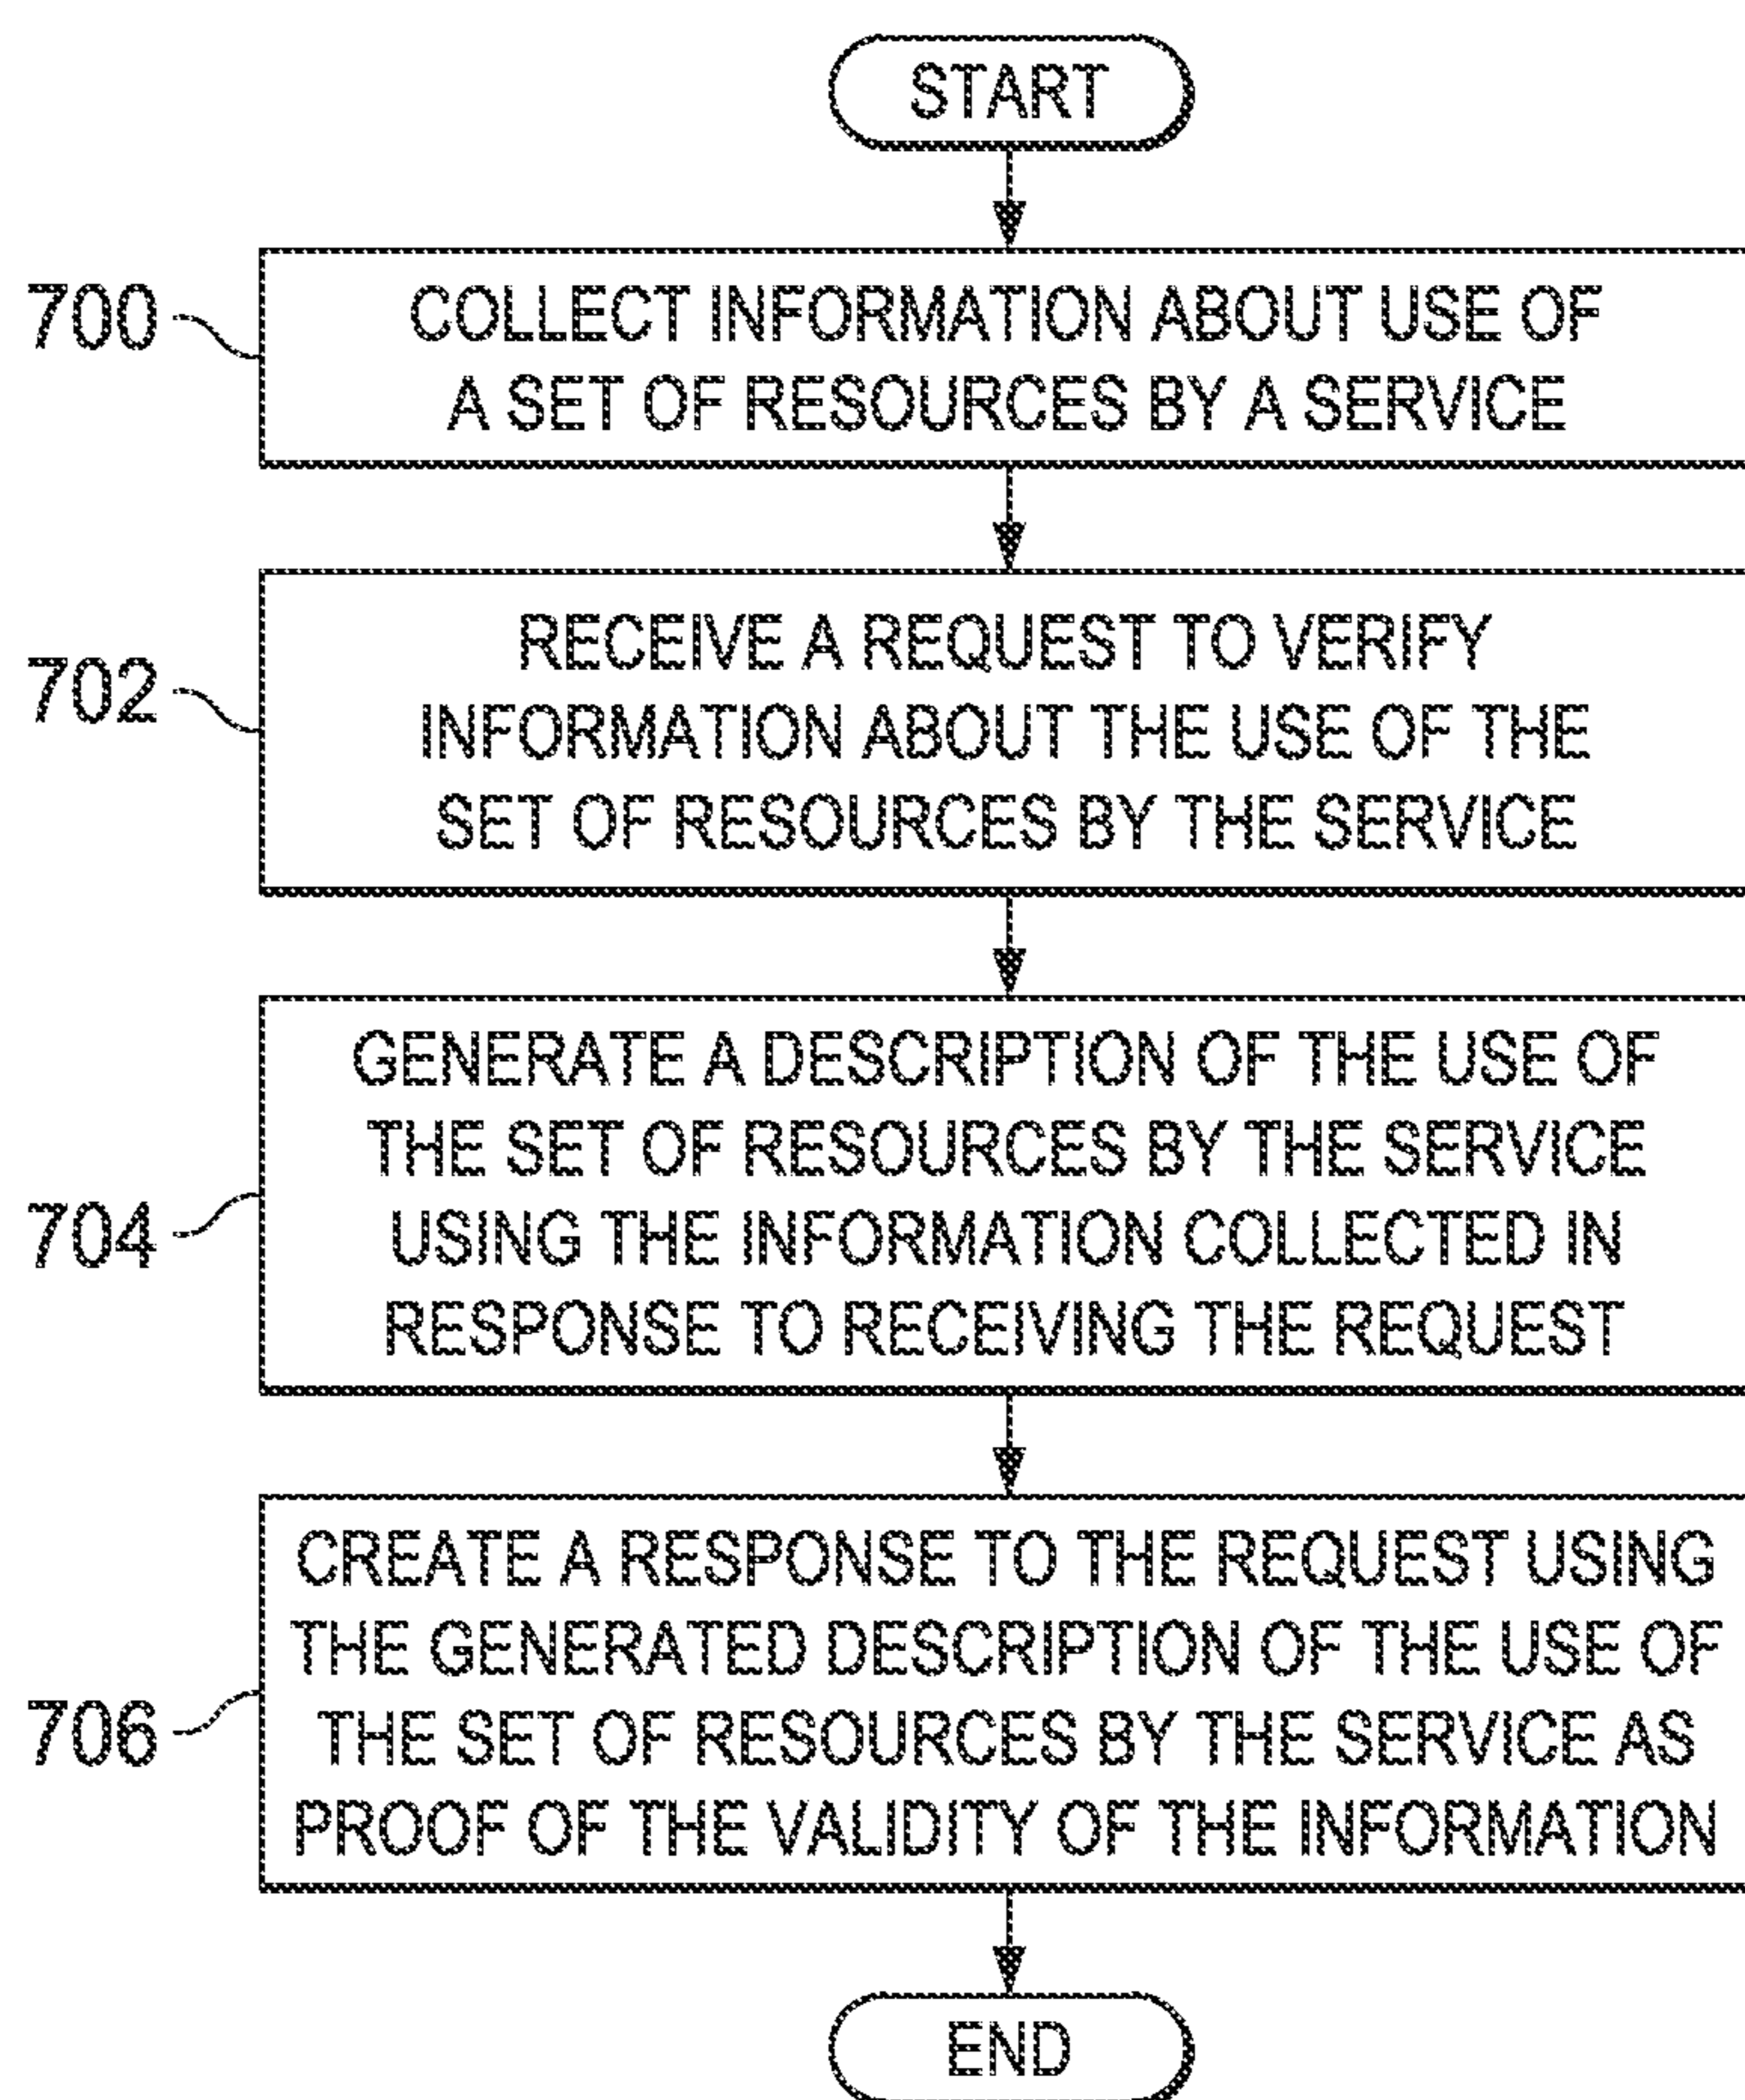 START
700
COLLECT INFORMATION ABOUT USE OF
A SET OF RESOURCES BY A SERVICE
702
RECEIVE A REQUEST TO VERIFY
INFORMATION ABOUT THE USE OF THE
SET OF RESOURCES BY THE SERVICE
704
GENERATE A DESCRIPTION OF THE USE OF
THE SET OF RESOURCES BY THE SERVICE
USING THE INFORMATION COLLECTED IN
RESPONSE TO RECEIVING THE REQUEST
706
CREATE A RESPONSE TO THE REQUEST USING
THE GENERATED DESCRIPTION OF THE USE OF
THE SET OF RESOURCES BY THE SERVICE AS
PROOF OF THE VALIDITY OF THE INFORMATION
END